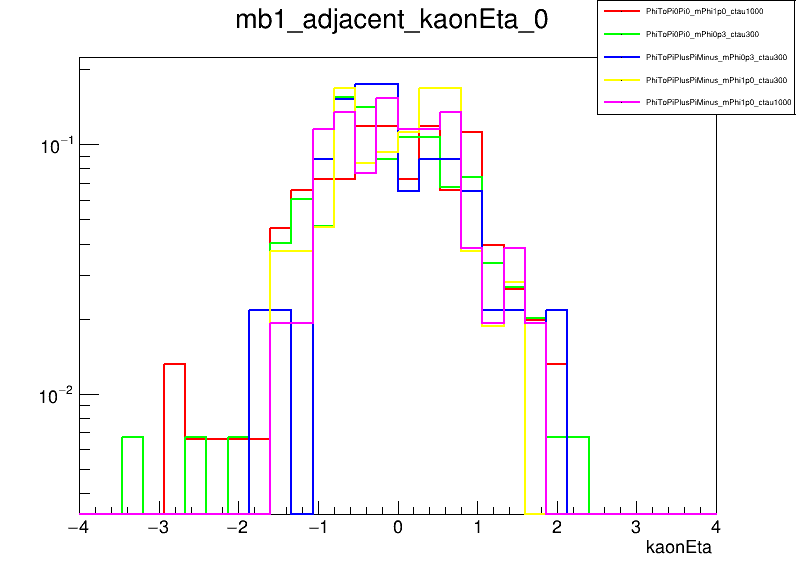 mb1_adjacent_kaonEta_0
PhiToPi0Pi0_mPhi1p0_ctau1000
PhiToPi0Pi0_mPhi0p3_ctau300
PhiToPiPlusPiMinus_mPhi0p3_ctau300
PhiToPiPlusPiMinus_mPhi1p0_ctau300
PhiToPiPlusPiMinus_mPhi1p0_ctau1000
10⁻¹
10⁻²
−4 −3 −2 −1 0 1 2 3 4
kaonEta